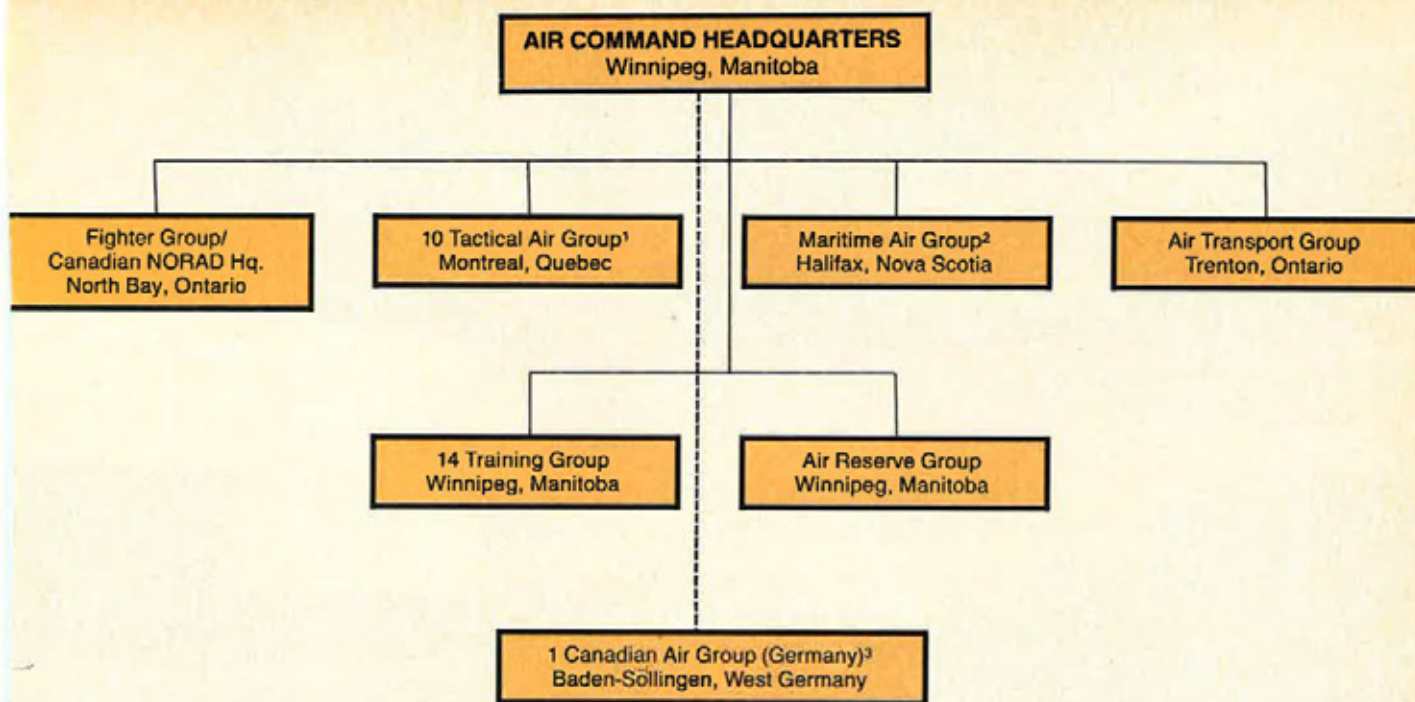 AIR COMMAND HEADQUARTERS
Winnipeg, Manitoba
Fighter Group/
Canadian NORAD Hq.
North Bay, Ontario
10 Tactical Air Group¹
Montreal, Quebec
Maritime Air Group²
Halifax, Nova Scotia
Air Transport Group
Trenton, Ontario
14 Training Group
Winnipeg, Manitoba
Air Reserve Group
Winnipeg, Manitoba
1 Canadian Air Group (Germany)³
Baden-Söllingen, West Germany